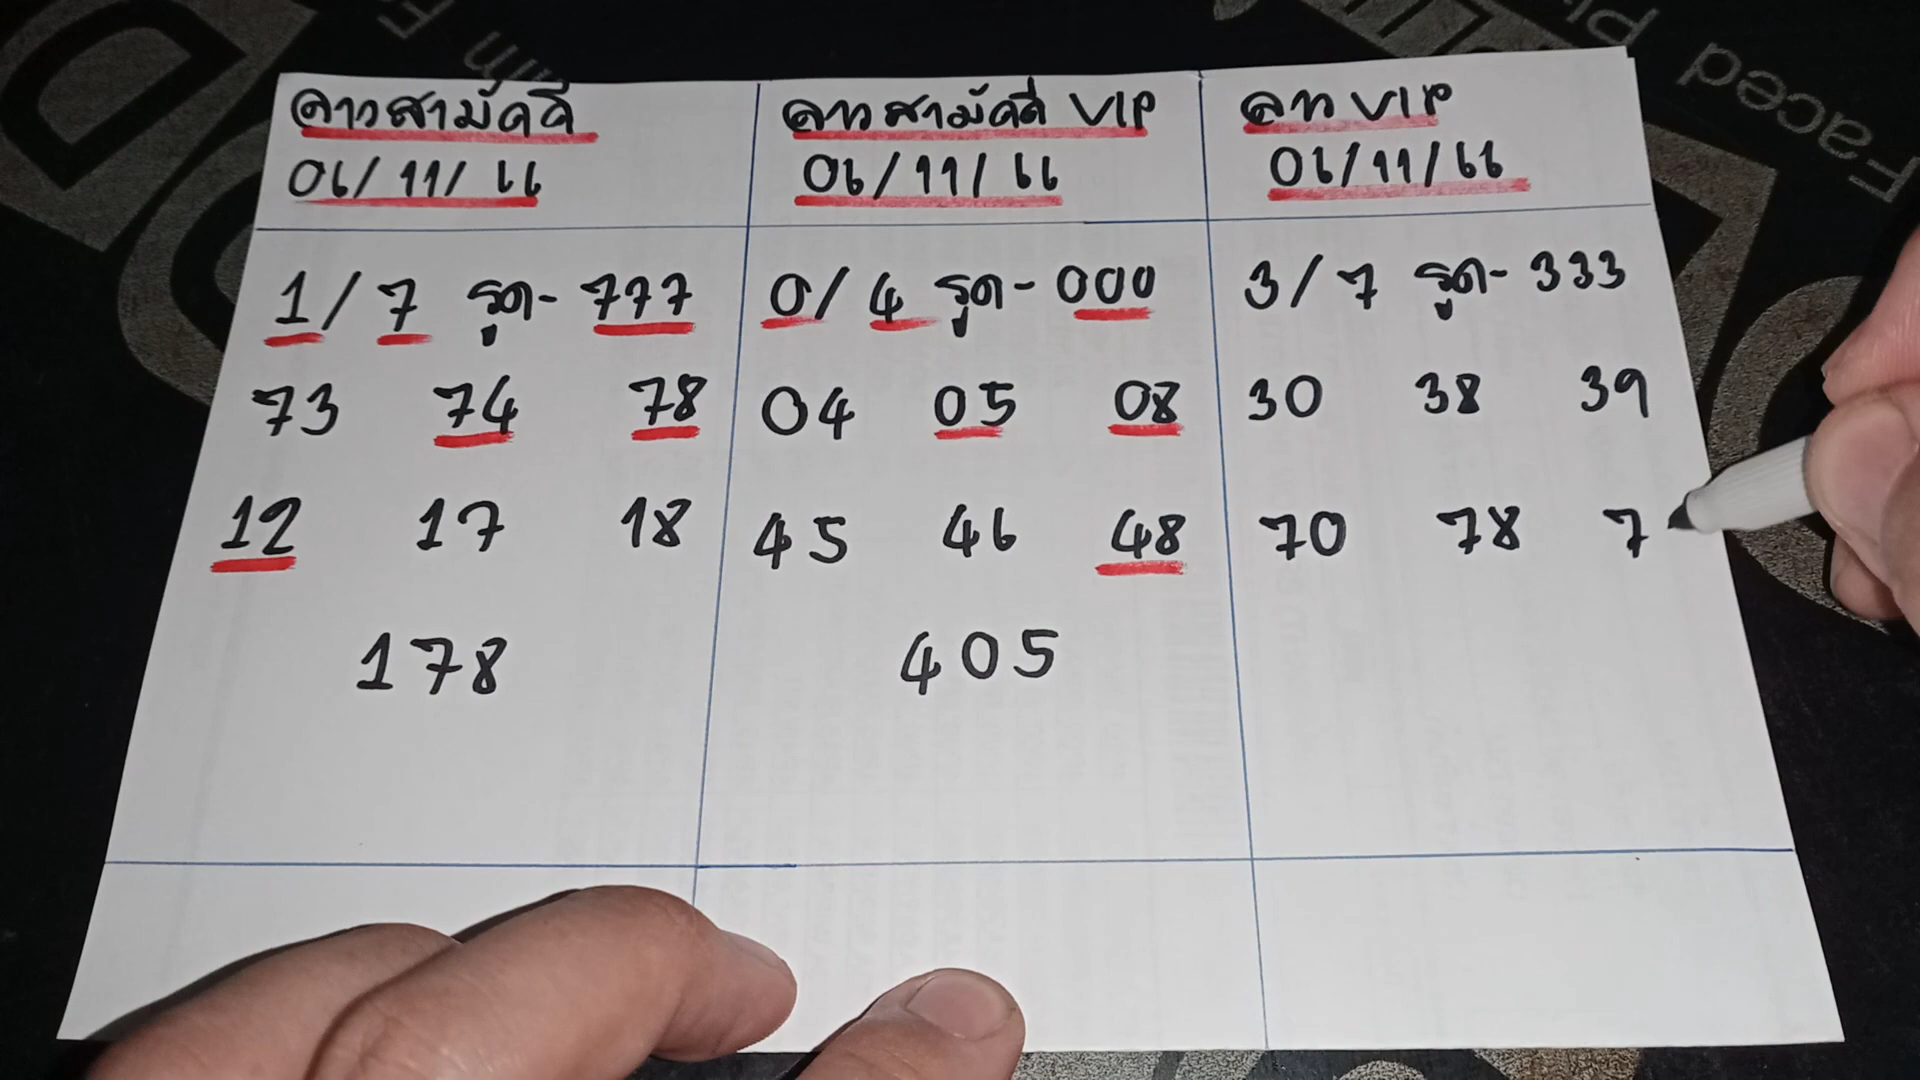 ลาวสามัคคี
06/11/66
1/7 รูด-777
73 74 78
12 17 18
178
ลาวสามัคคี VIP
06/11/66
0/4 รูด-000
04 05 08
45 46 48
405
ลาว VIP
06/11/66
3/7 รูด-333
30 38 39
70 78 7
Faced